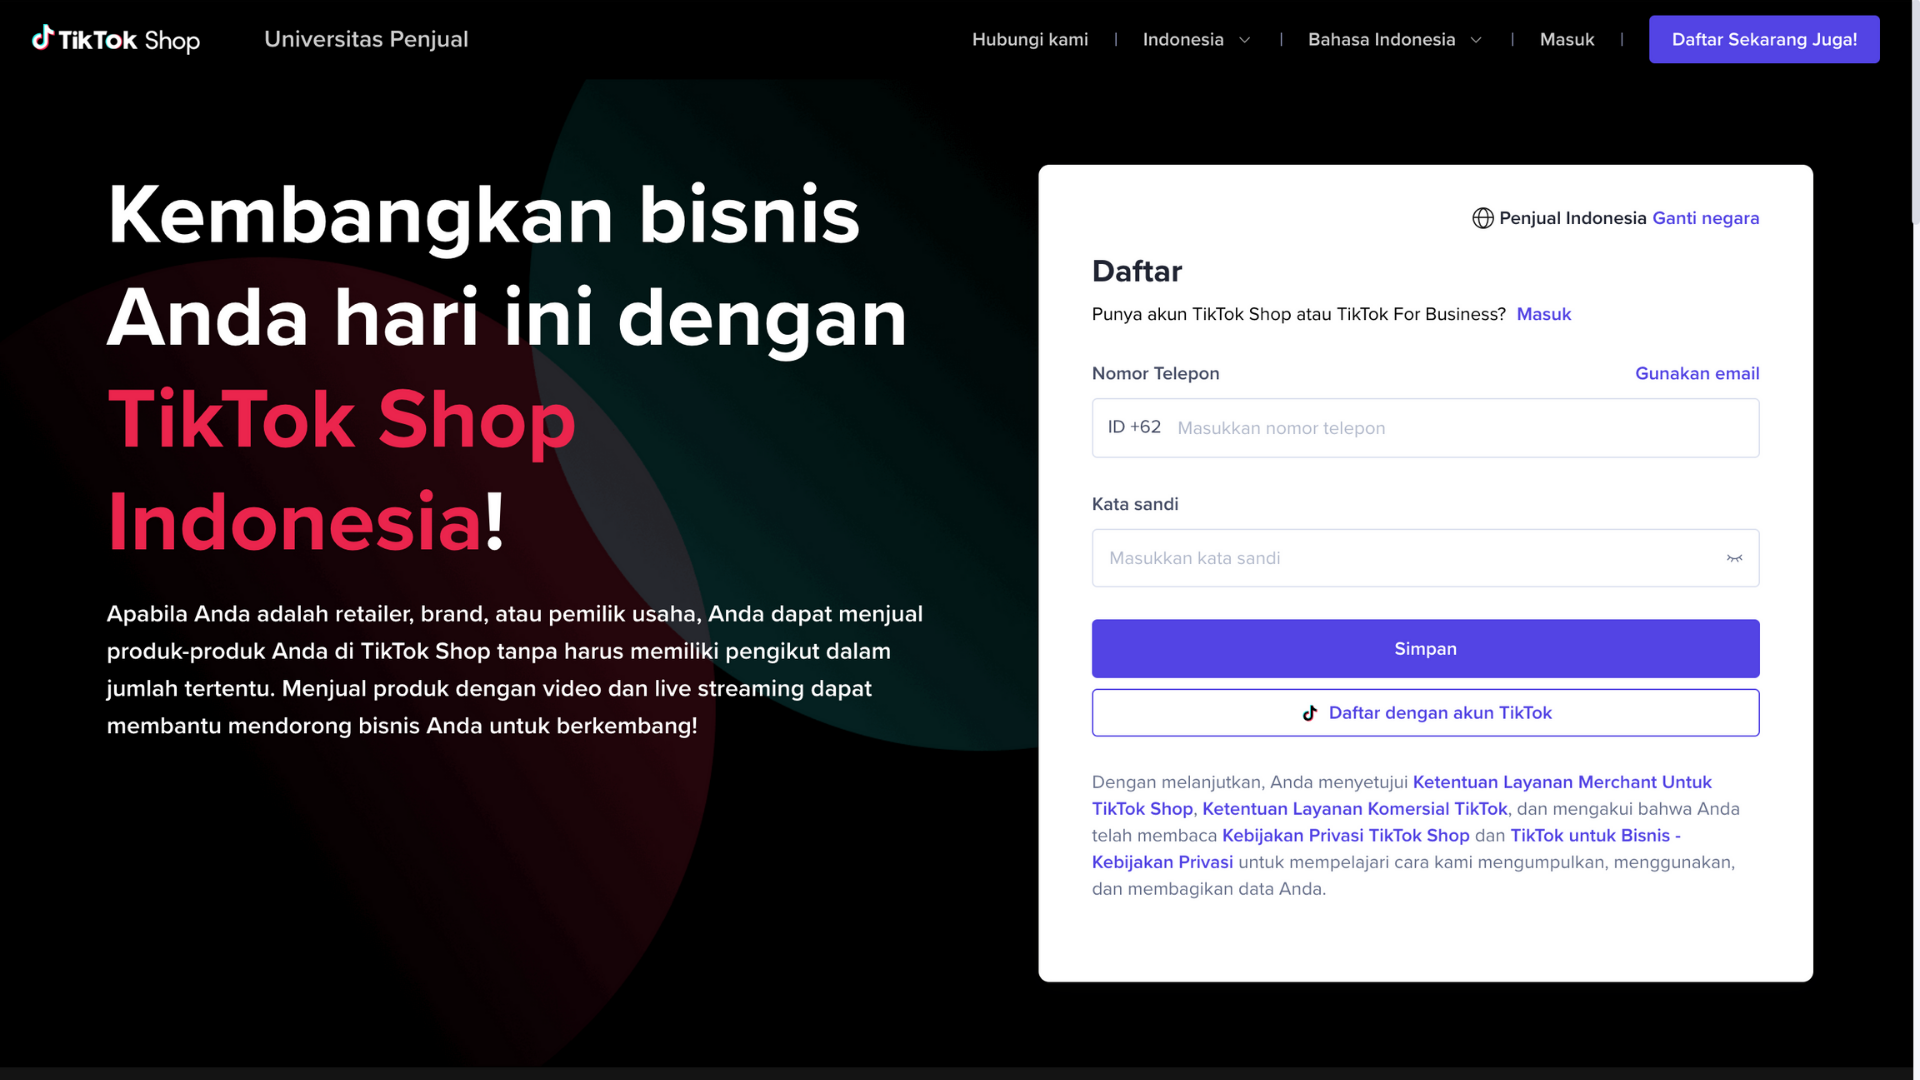 TikTok Shop
Universitas Penjual
Hubungi kami | Indonesia | Bahasa Indonesia | Masuk |
Daftar Sekarang Juga!
Kembangkan bisnis
Anda hari ini dengan
TikTok Shop
Indonesia!
Apabila Anda adalah retailer, brand, atau pemilik usaha, Anda dapat menjual
produk-produk Anda di TikTok Shop tanpa harus memiliki pengikut dalam
jumlah tertentu. Menjual produk dengan video dan live streaming dapat
membantu mendorong bisnis Anda untuk berkembang!
Penjual Indonesia Ganti negara
Daftar
Punya akun TikTok Shop atau TikTok For Business? Masuk
Nomor Telepon
Gunakan email
ID +62 Masukkan nomor telepon
Kata sandi
Masukkan kata sandi
Simpan
Daftar dengan akun TikTok
Dengan melanjutkan, Anda menyetujui Ketentuan Layanan Merchant Untuk
TikTok Shop, Ketentuan Layanan Komersial TikTok, dan mengakui bahwa Anda
telah membaca Kebijakan Privasi TikTok Shop dan TikTok untuk Bisnis -
Kebijakan Privasi untuk mempelajari cara kami mengumpulkan, menggunakan,
dan membagikan data Anda.